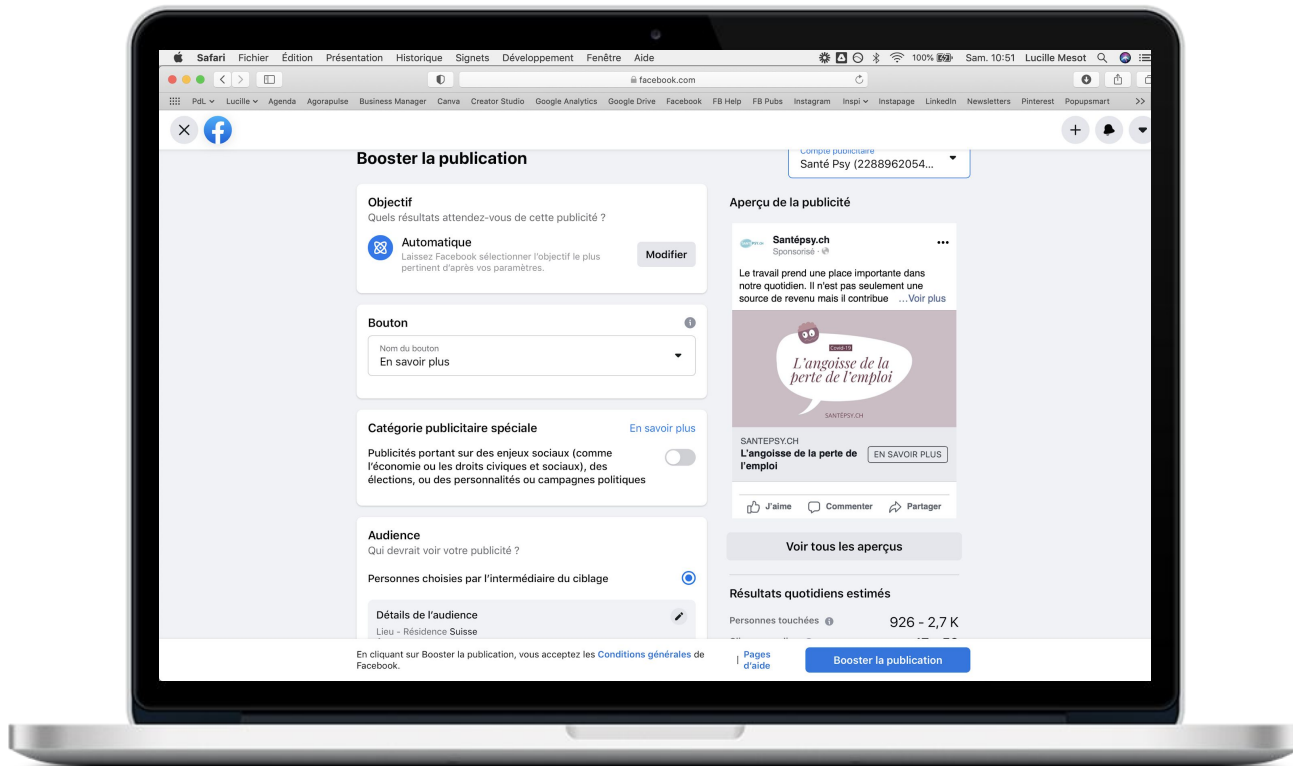 Safari Fichier Édition Présentation Historique Signets Développement Fenêtre Aide 100% Sam. 10:51 Lucille Mesot
facebook.com
PdL Lucille Agenda Agorapulse Business Manager Canva Creator Studio Google Analytics Google Drive Facebook FB Help FB Pubs Instagram Inspi Instapage LinkedIn Newsletters Pinterest Popupsmart >>
Booster la publication
Compte publicitaire
Santé Psy (2288962054...
Objectif
Quels résultats attendez-vous de cette publicité ?
Automatique
Laissez Facebook sélectionner l'objectif le plus
pertinent d'après vos paramètres.
Modifier
Bouton
Nom du bouton
En savoir plus
Catégorie publicitaire spéciale
En savoir plus
Publicités portant sur des enjeux sociaux (comme
l'économie ou les droits civiques et sociaux), des
élections, ou des personnalités ou campagnes politiques
Audience
Qui devrait voir votre publicité ?
Personnes choisies par l'intermédiaire du ciblage
Détails de l'audience
Lieu - Résidence Suisse
Aperçu de la publicité
Santépsy.ch
Sponsorisé ·
Le travail prend une place importante dans
notre quotidien. Il n'est pas seulement une
source de revenu mais il contribue ...Voir plus
Covid-19
L'angoisse de la
perte de l'emploi
SANTÉPSY.CH
SANTEPSY.CH
L'angoisse de la perte de
l'emploi
EN SAVOIR PLUS
J'aime Commenter Partager
Voir tous les aperçus
Résultats quotidiens estimés
Personnes touchées 926 - 2,7 K
En cliquant sur Booster la publication, vous acceptez les Conditions générales de
Facebook.
| Pages
d'aide
Booster la publication